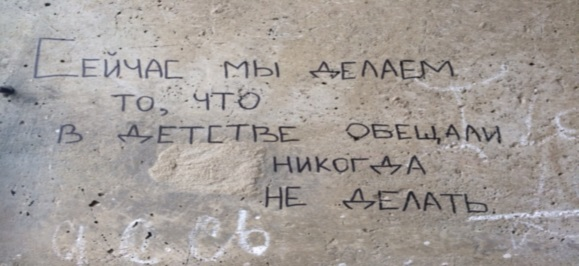 Сейчас мы делаем
то, что
в детстве обещали
никогда
не делать